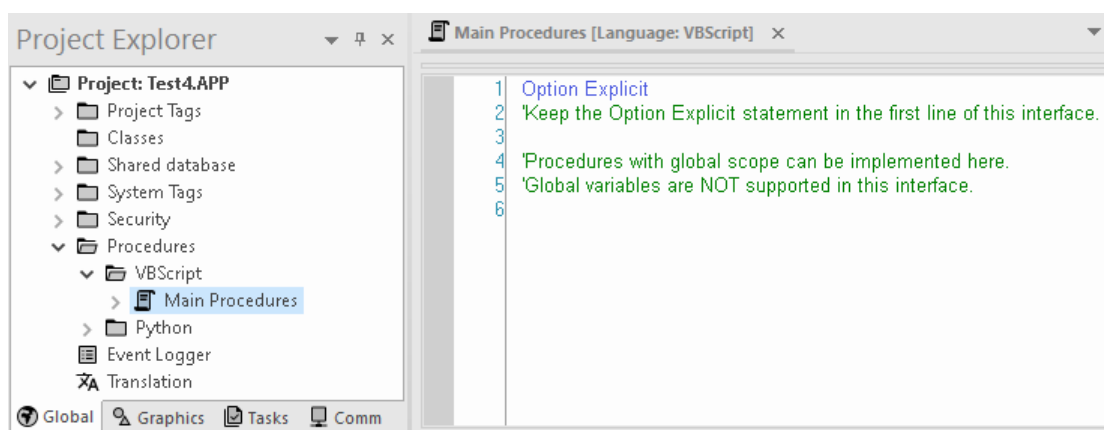 Project Explorer
Project: Test4.APP
Project Tags
Classes
Shared database
System Tags
Security
Procedures
VBScript
Main Procedures
Python
Event Logger
Translation
Global Graphics Tasks Comm
Main Procedures [Language: VBScript]
1 Option Explicit
2 'Keep the Option Explicit statement in the first line of this interface.
3
4 'Procedures with global scope can be implemented here.
5 'Global variables are NOT supported in this interface.
6